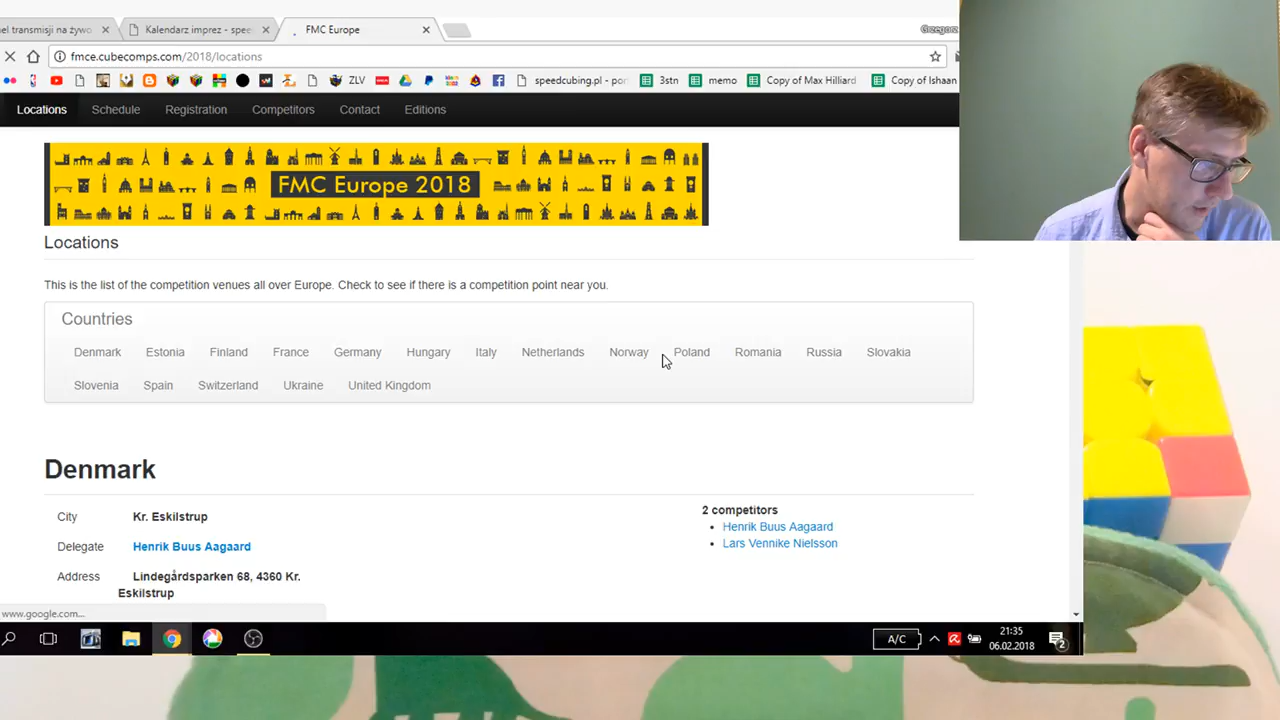 nel transmisji na żywo
Kalendarz imprez - spee
FMC Europe
Grzegorz
fmce.cubecomps.com/2018/locations
ZLV
speedcubing.pl - por
3stn
memo
Copy of Max Hilliard
Copy of Ishaan
Locations
Schedule
Registration
Competitors
Contact
Editions
FMC Europe 2018
Locations
This is the list of the competition venues all over Europe. Check to see if there is a competition point near you.
Countries
Denmark Estonia Finland France Germany Hungary Italy Netherlands Norway Poland Romania Russia Slovakia
Slovenia Spain Switzerland Ukraine United Kingdom
Denmark
City Kr. Eskilstrup
Delegate Henrik Buus Aagaard
Address Lindegårdsparken 68, 4360 Kr.
Eskilstrup
2 competitors
Henrik Buus Aagaard
Lars Vennike Nielsson
www.google.com...
A/C
21:35
06.02.2018
2